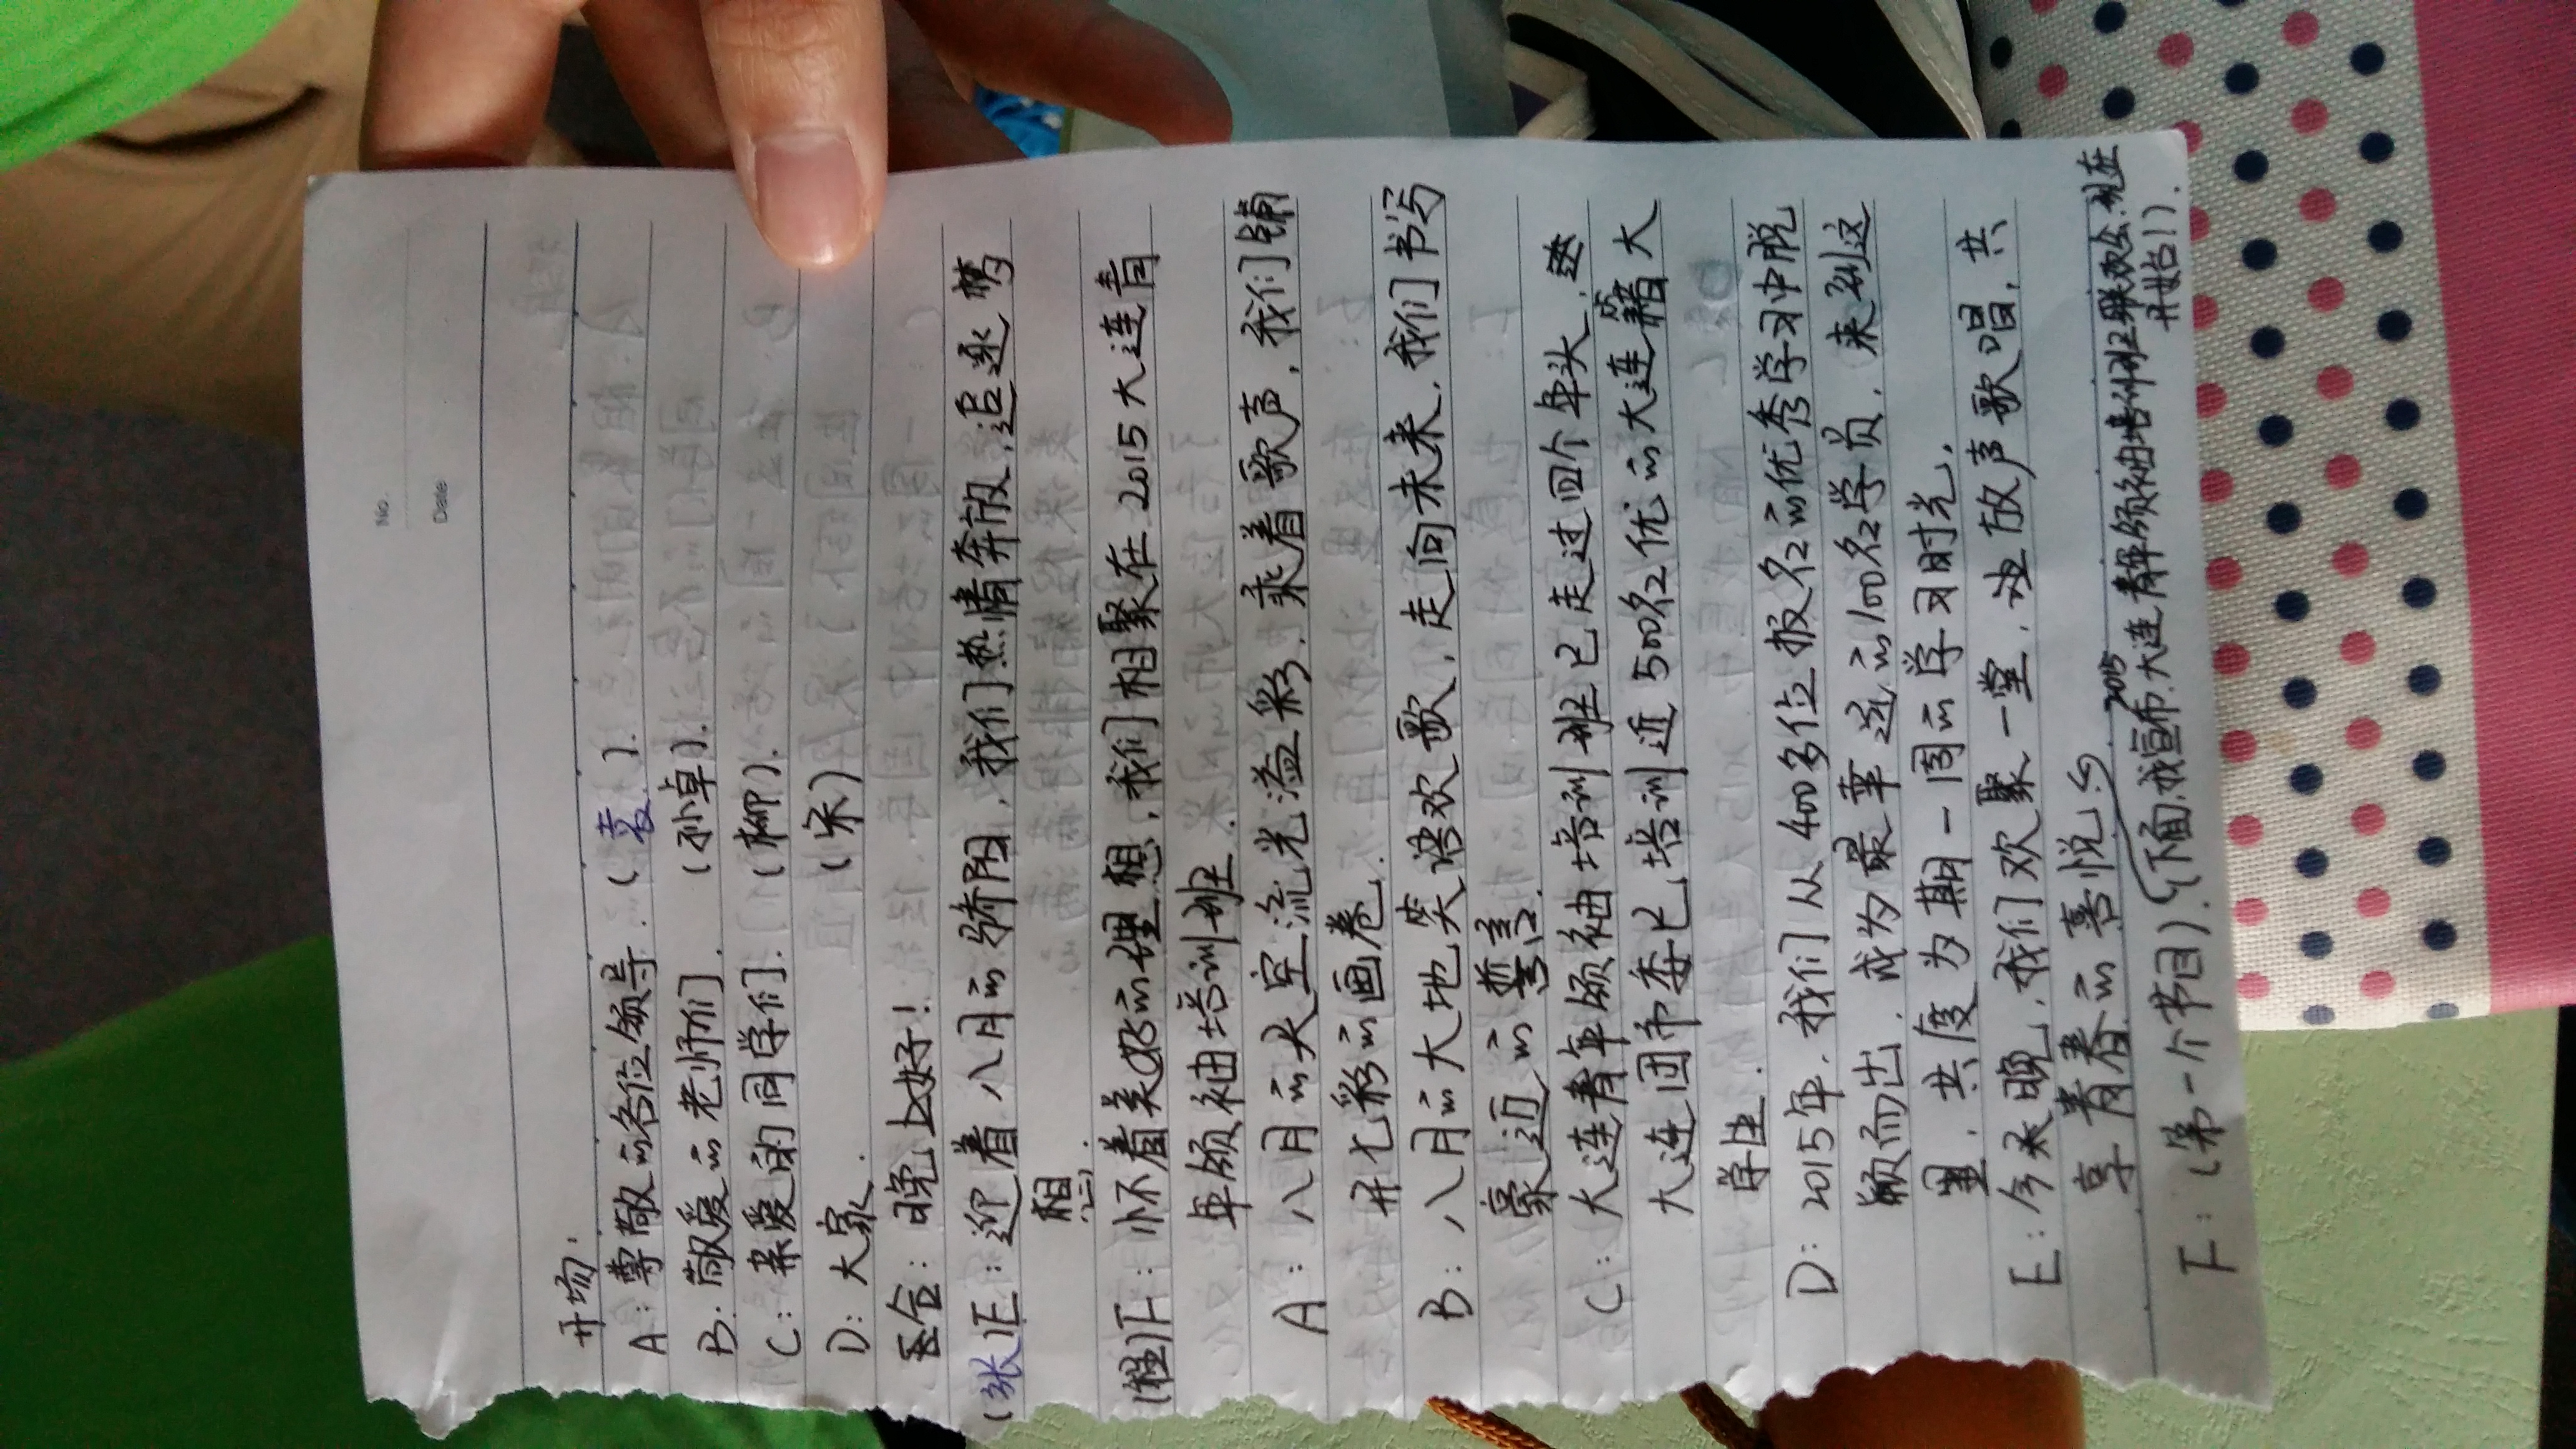 No.
Date
开场:
A: 尊敬的各位领导. (袁).
B: 敬爱的老师们. (孙卓).
C: 亲爱的同学们. (柳).
D: 大家. (宋)
合: 晚上好!
(张)E: 迎着八月的骄阳,我们热情奔放,追逐梦
想.
(程)F: 怀着美好的理想,我们相聚在2015大连青
年领袖培训班.
A: 八月的天空流光溢彩,乘着歌声,我们铺
开七彩的画卷.
B: 八月的大地笑语欢歌,走向未来,我们书写
豪迈的誓言.
C: 大连青年领袖培训班已走过四个年头,
大连团市委已培训近500名优的大连籍大
学生.
D: 2015年,我们从400多位报名的优秀学习中脱
颖而出,成为最幸运的100名学员,来到这
里,共度为期一周的学习时光.
E: 今晚,我们欢聚一堂,放声歌唱,共
享青春的喜悦
F: (第一个节目).(下面,我宣布,2015大连青年领袖培训班联欢会,现在
开始!).